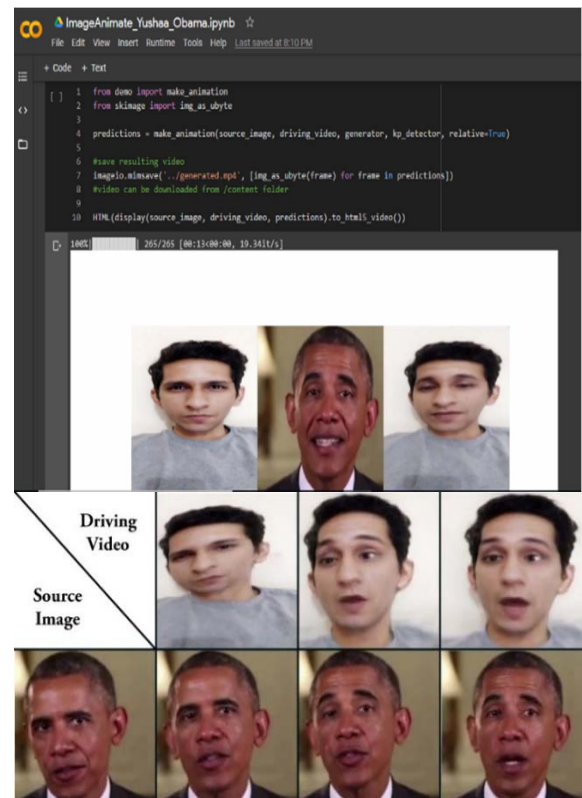 CO ImageAnimate_Yushaa_Obama.ipynb
File Edit View Insert Runtime Tools Help Last saved at 8:10 PM
+ Code + Text
[ ] 1 from demo import make_animation
2 from skimage import img_as_ubyte
3
4 predictions = make_animation(source_image, driving_video, generator, kp_detector, relative=True)
5
6 #save resulting video
7 imageio.mimsave('../generated.mp4', [img_as_ubyte(frame) for frame in predictions])
8 #video can be downloaded from /content folder
9
10 HTML(display(source_image, driving_video, predictions).to_html5_video())
100%| | 265/265 [00:13<00:00, 19.34it/s]
Driving
Video
Source
Image